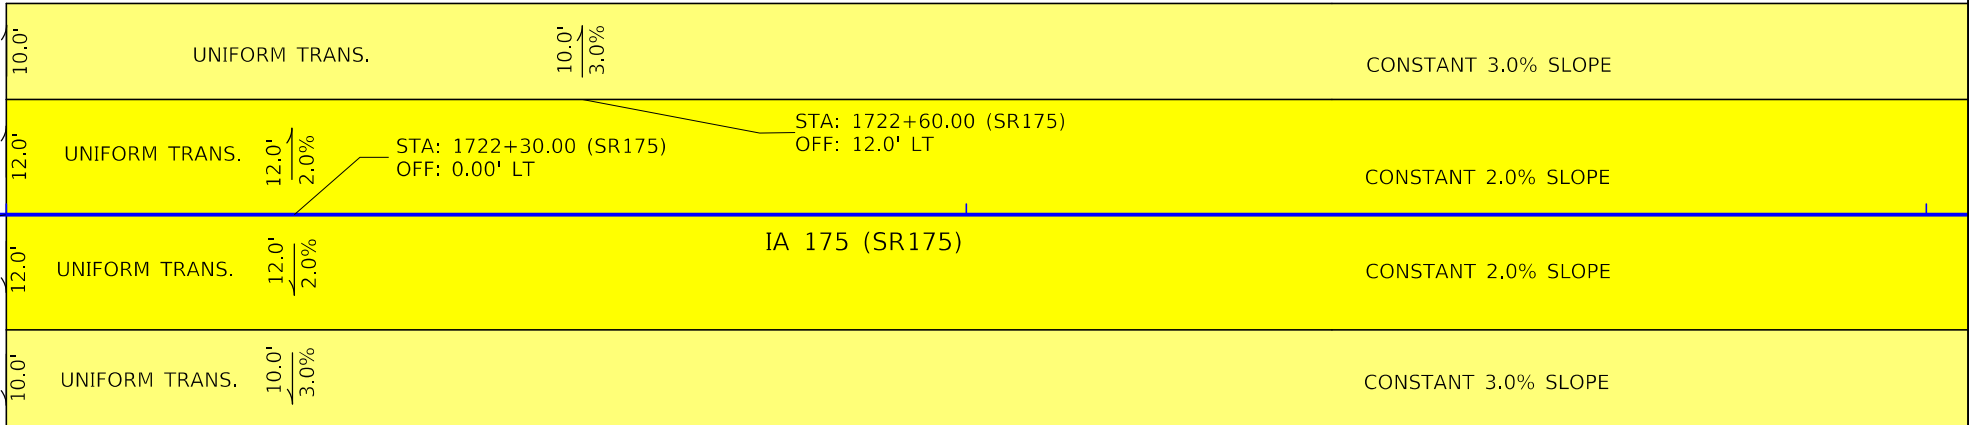 10.0'
UNIFORM TRANS.
10.0'
3.0%
CONSTANT 3.0% SLOPE
12.0'
UNIFORM TRANS.
12.0'
2.0%
STA: 1722+30.00 (SR175)
OFF: 0.00' LT
STA: 1722+60.00 (SR175)
OFF: 12.0' LT
CONSTANT 2.0% SLOPE
IA 175 (SR175)
12.0'
UNIFORM TRANS.
12.0'
2.0%
CONSTANT 2.0% SLOPE
10.0'
UNIFORM TRANS.
10.0'
3.0%
CONSTANT 3.0% SLOPE